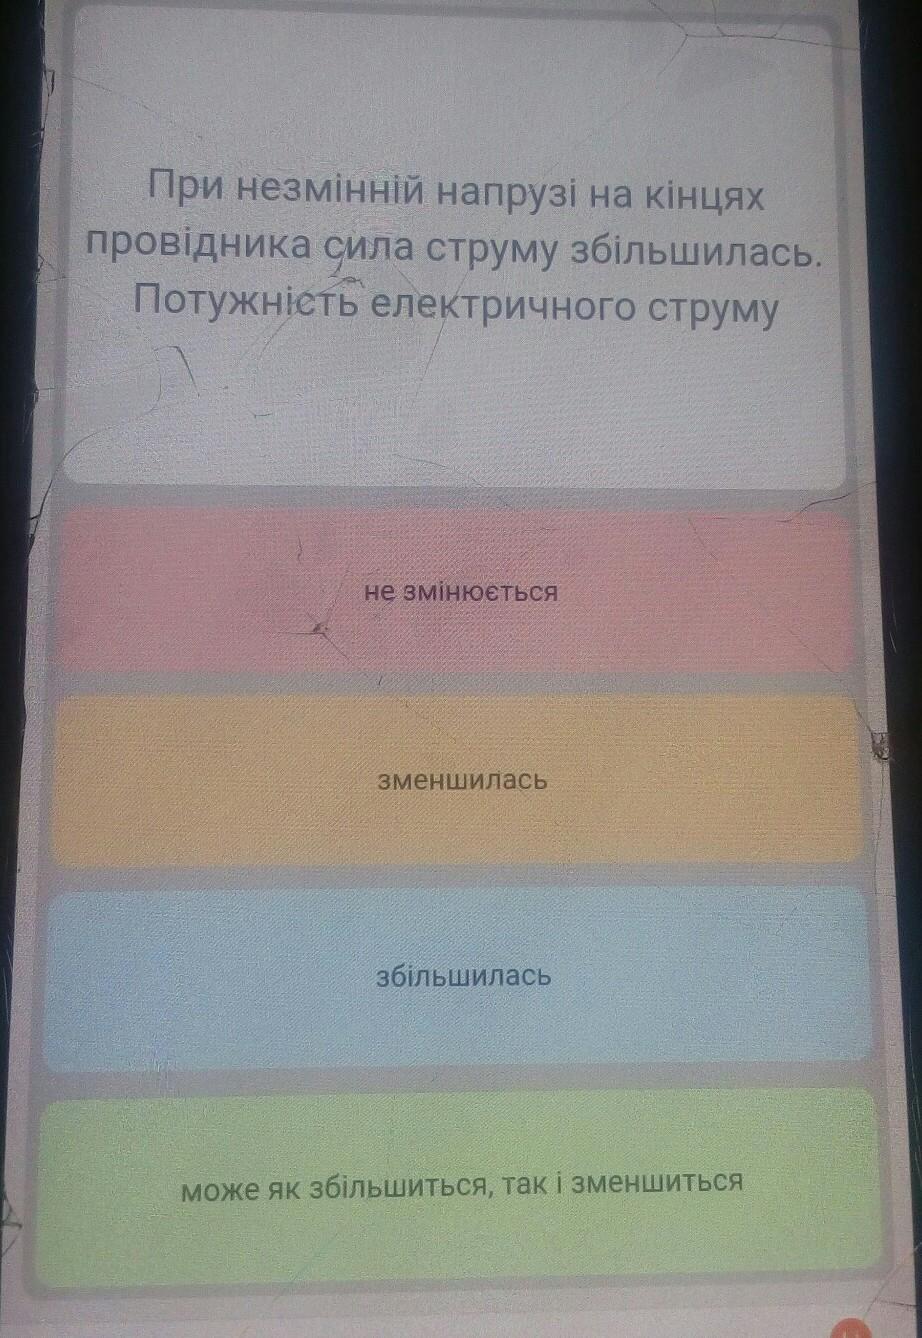 При незмінній напрузі на кінцях
провідника сила струму збільшилась.
Потужність електричного струму
не змінюється
зменшилась
збільшилась
може як збільшиться, так і зменшиться